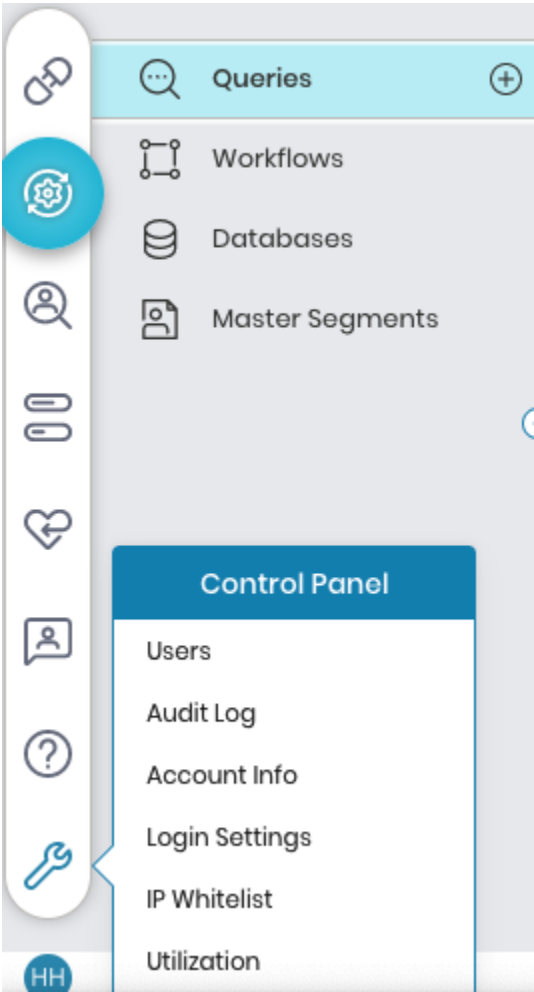 Queries
Workflows
Databases
Master Segments
Control Panel
Users
Audit Log
Account Info
Login Settings
IP Whitelist
Utilization
HH